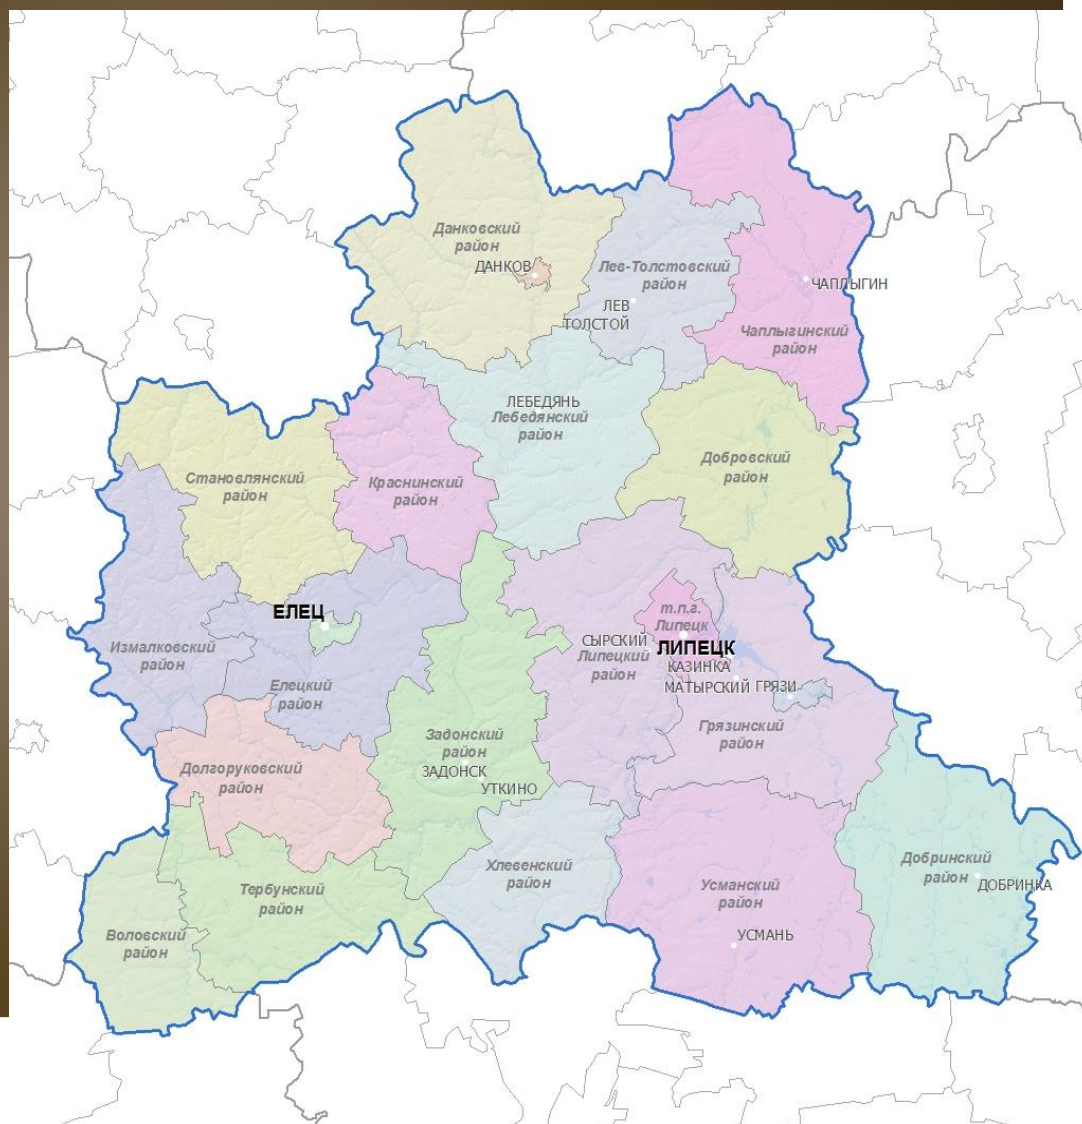 Данковский
район
ДАНКОВ
Лев-Толстовский
район
ЛЕВ
ТОЛСТОЙ
ЧАПЛЫГИН
Чаплыгинский
район
ЛЕБЕДЯНЬ
Лебедянский
район
Добровский
район
Становлянский
район
Краснинский
район
ЕЛЕЦ
т.п.г.
Липецк
ЛИПЕЦК
СЫРСКИЙ
Липецкий
район
КАЗИНКА
МАТЫРСКИЙ
ГРЯЗИ
Измалковский
район
Елецкий
район
Грязинский
район
Задонский
район
ЗАДОНСК
УТКИНО
Долгоруковский
район
Хлевенский
район
Добринский
район
ДОБРИНКА
Тербунский
район
Усманский
район
УСМАНЬ
Воловский
район